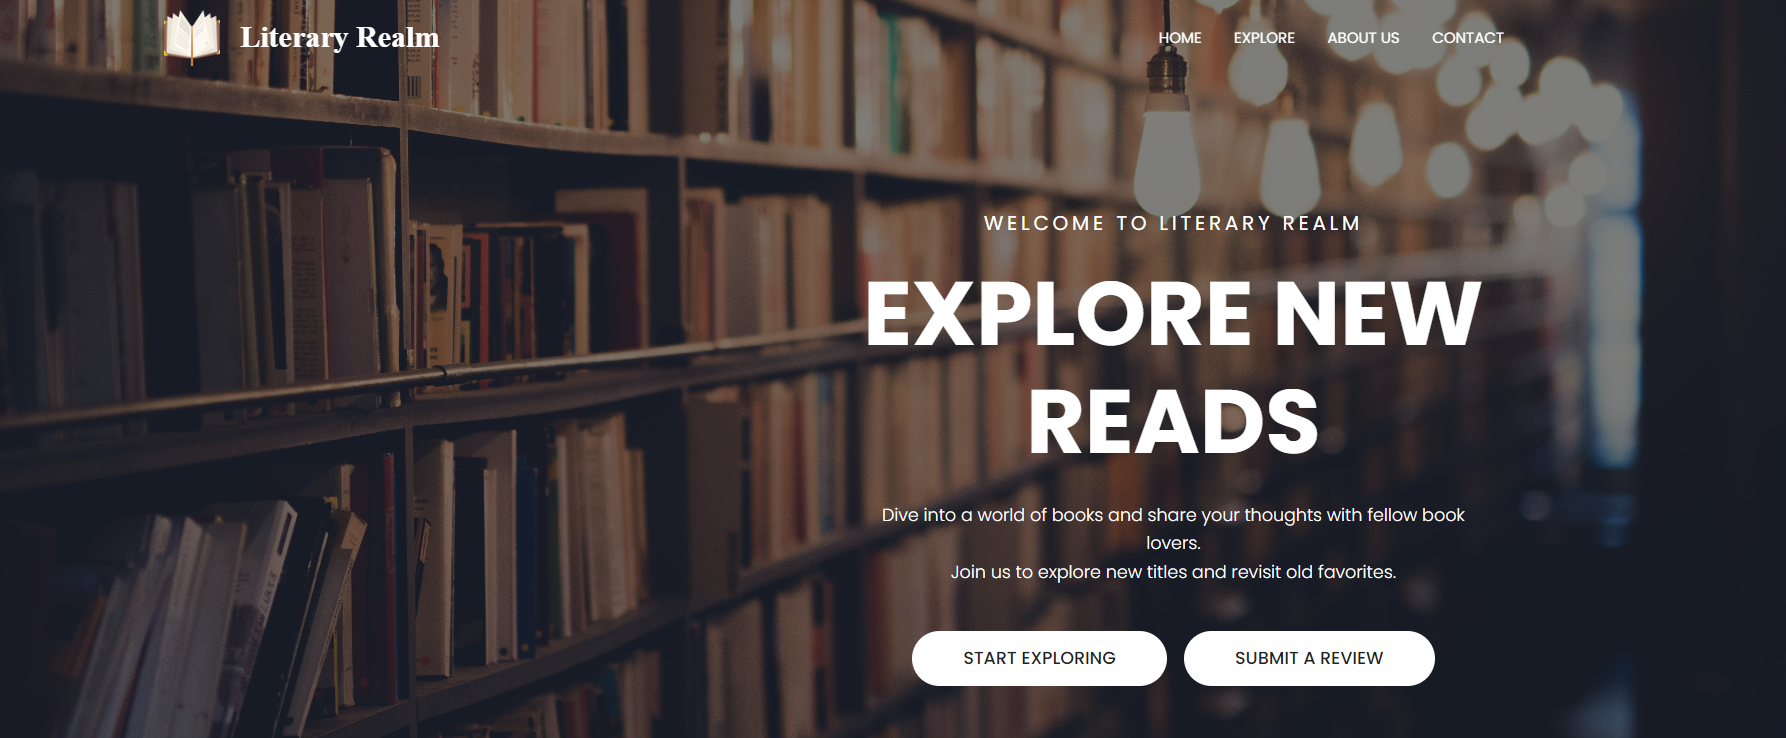 Literary Realm
HOME EXPLORE ABOUT US CONTACT
WELCOME TO LITERARY REALM
EXPLORE NEW
READS
Dive into a world of books and share your thoughts with fellow book
lovers.
Join us to explore new titles and revisit old favorites.
START EXPLORING SUBMIT A REVIEW